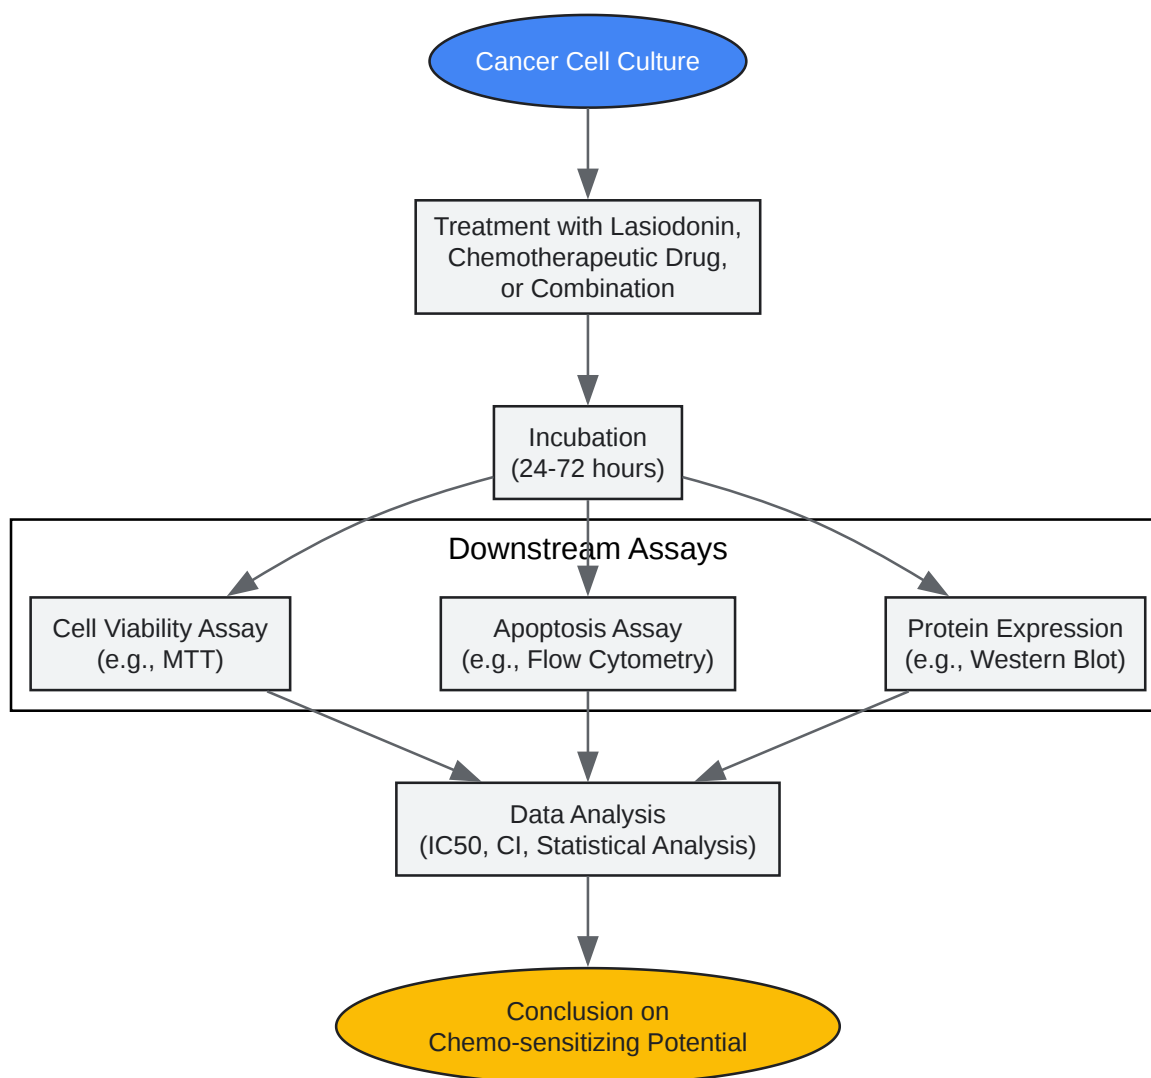 Cancer Cell Culture
Treatment with Lasiodonin,
Chemotherapeutic Drug,
or Combination
Incubation
(24-72 hours)
Downstream Assays
Cell Viability Assay
(e.g., MTT)
Apoptosis Assay
(e.g., Flow Cytometry)
Protein Expression
(e.g., Western Blot)
Data Analysis
(IC50, CI, Statistical Analysis)
Conclusion on
Chemo-sensitizing Potential